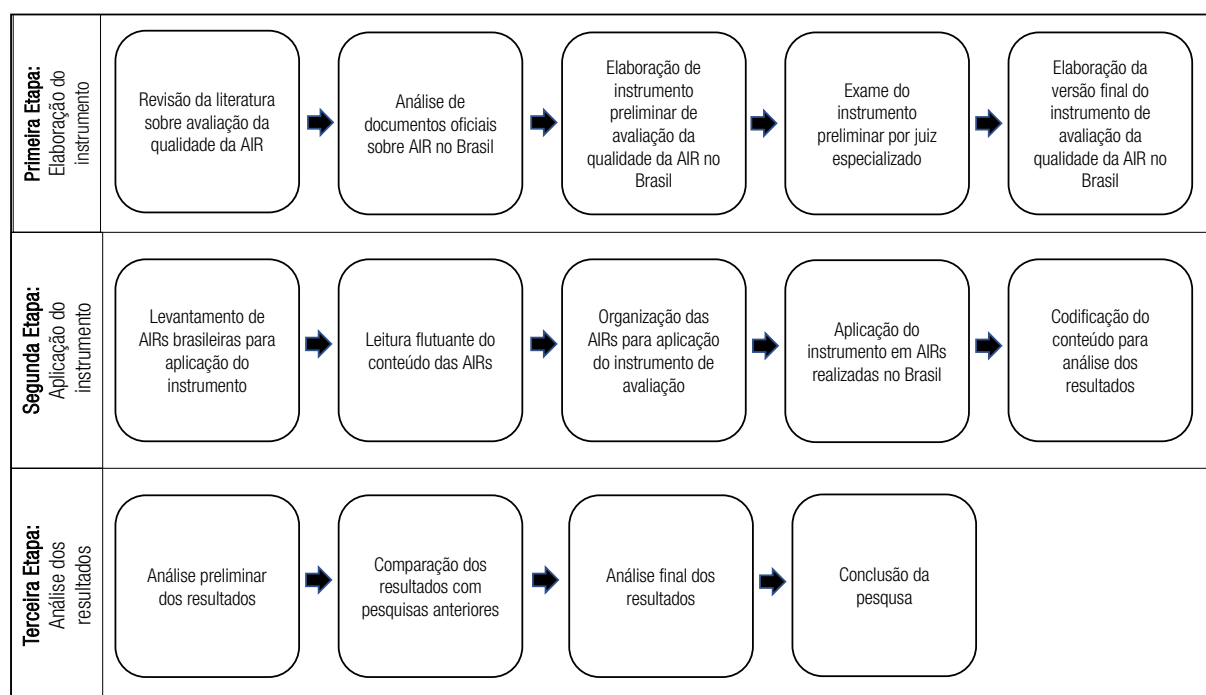 Primeira Etapa:
Elaboração do
instrumento
Revisão da literatura
sobre avaliação da
qualidade da AIR
Análise de
documentos oficiais
sobre AIR no Brasil
Elaboração de
instrumento
preliminar de
avaliação da
qualidade da AIR no
Brasil
Exame do
instrumento
preliminar por juiz
especializado
Elaboração da
versão final do
instrumento de
avaliação da
qualidade da AIR no
Brasil
Segunda Etapa:
Aplicação do
instrumento
Levantamento de
AIRs brasileiras para
aplicação do
instrumento
Leitura flutuante do
conteúdo das AIRs
Organização das
AIRs para aplicação
do instrumento de
avaliação
Aplicação do
instrumento em AIRs
realizadas no Brasil
Codificação do
conteúdo para
análise dos
resultados
Terceira Etapa:
Análise dos
resultados
Análise preliminar
dos resultados
Comparação dos
resultados com
pesquisas anteriores
Análise final dos
resultados
Conclusão da
pesqusa